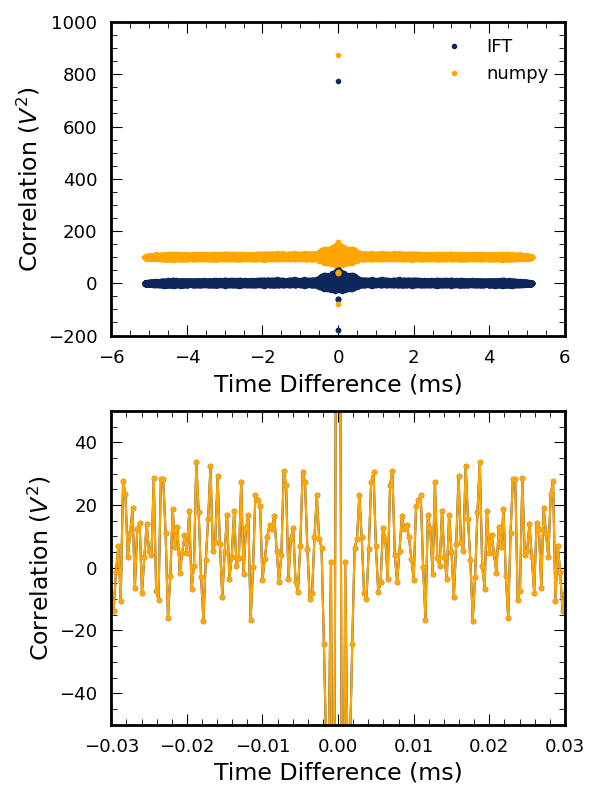 1000
800
600
400
200
0
−200
Correlation (V²)
IFT
numpy
−6 −4 −2 0 2 4 6
Time Difference (ms)
40
20
0
−20
−40
Correlation (V²)
−0.03 −0.02 −0.01 0.00 0.01 0.02 0.03
Time Difference (ms)